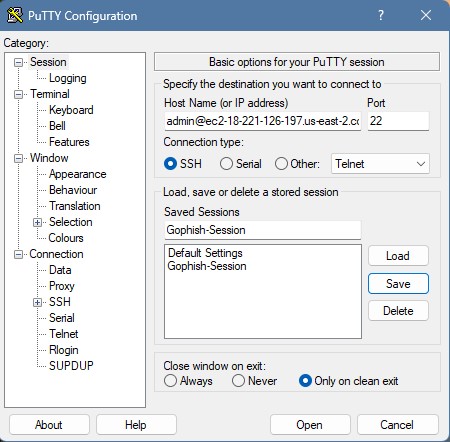 PuTTY Configuration
?
Category:
Session
Logging
Terminal
Keyboard
Bell
Features
Window
Appearance
Behaviour
Translation
Selection
Colours
Connection
Data
Proxy
SSH
Serial
Telnet
Rlogin
SUPDUP
Basic options for your PuTTY session
Specify the destination you want to connect to
Host Name (or IP address) Port
admin@ec2-18-221-126-197.us-east-2.co 22
Connection type:
SSH Serial Other: Telnet
Load, save or delete a stored session
Saved Sessions
Gophish-Session
Default Settings
Gophish-Session
Load
Save
Delete
Close window on exit:
Always Never Only on clean exit
About Help Open Cancel